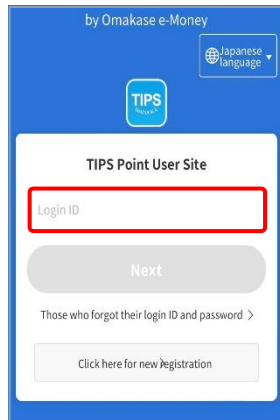 by Omakase e-Money
Japanese
language
TIPS
TIPS Point User Site
Login ID
Next
Those who forgot their login ID and password >
Click here for new registration